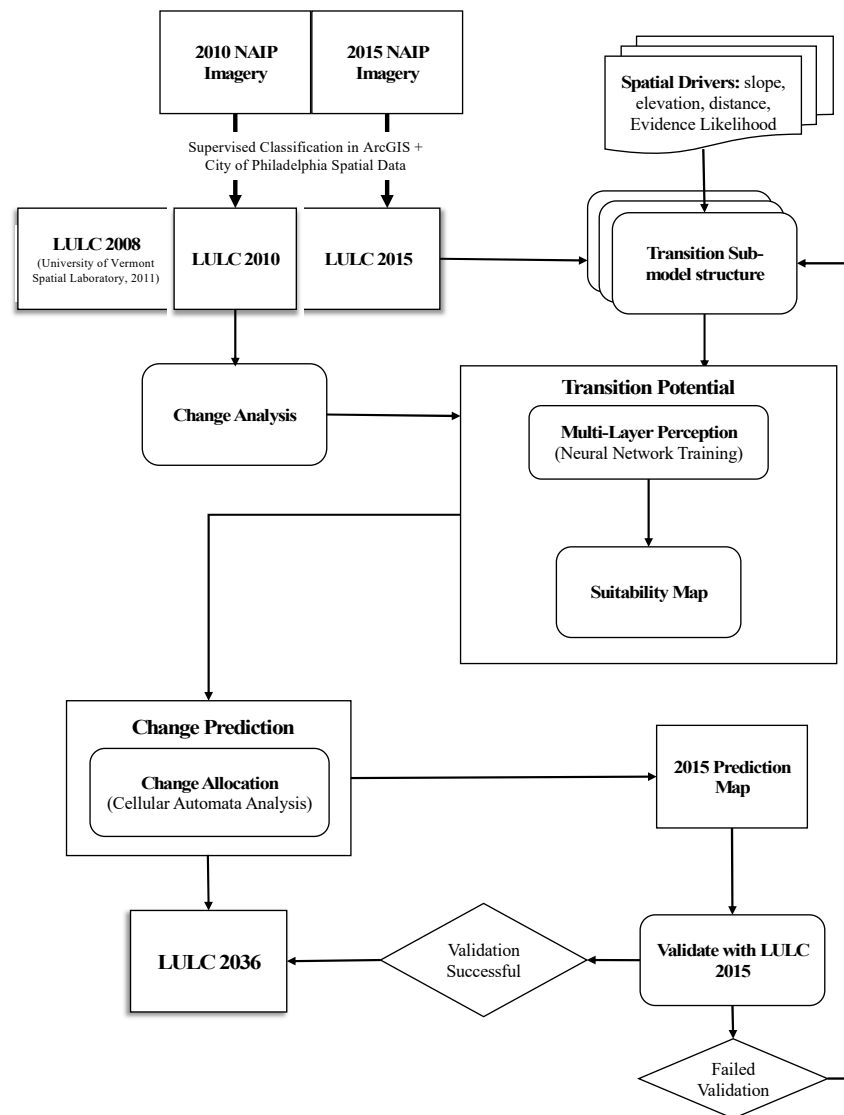 2010 NAIP
Imagery
2015 NAIP
Imagery
Spatial Drivers: slope,
elevation, distance,
Evidence Likelihood
Supervised Classification in ArcGIS +
City of Philadelphia Spatial Data
LULC 2008
(University of Vermont
Spatial Laboratory, 2011)
LULC 2010
LULC 2015
Transition Sub-
model structure
Change Analysis
Transition Potential
Multi-Layer Perception
(Neural Network Training)
Suitability Map
Change Prediction
Change Allocation
(Cellular Automata Analysis)
2015 Prediction
Map
LULC 2036
Validation
Successful
Validate with LULC
2015
Failed
Validation